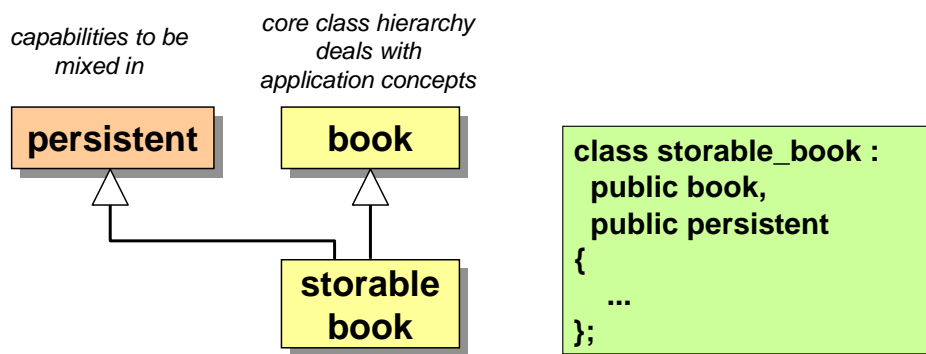 capabilities to be
mixed in
core class hierarchy
deals with
application concepts
persistent
book
storable
book
class storable_book :
public book,
public persistent
{
...
};